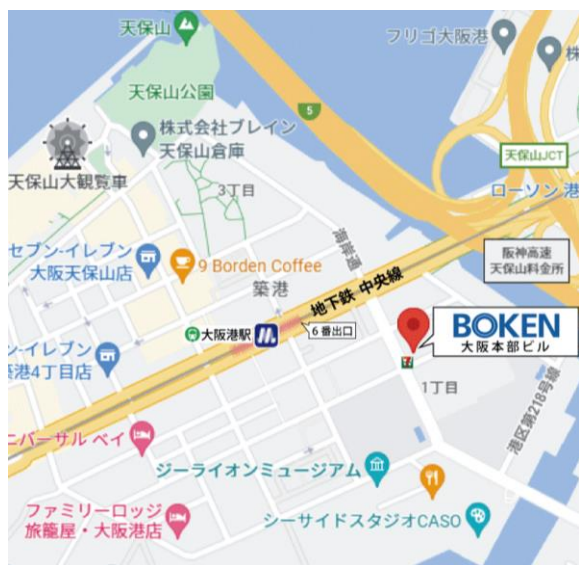 天保山
フリゴ大阪港
株
天保山公園
5
株式会社ブレイン
天保山倉庫
天保山大観覧車
天保山JCT
3丁目
ローソン 港
海岸通
セブン-イレブン
大阪天保山店
9 Borden Coffee
阪神高速
天保山料金所
築港
地下鉄 中央線
大阪港駅
6番出口
BOKEN
大阪本部ビル
ン-イレブン
築港4丁目店
1丁目
港区第218号線
ニバーサル ベイ
ジーライオンミュージアム
ファミリーロッジ
旅籠屋・大阪港店
シーサイドスタジオCASO